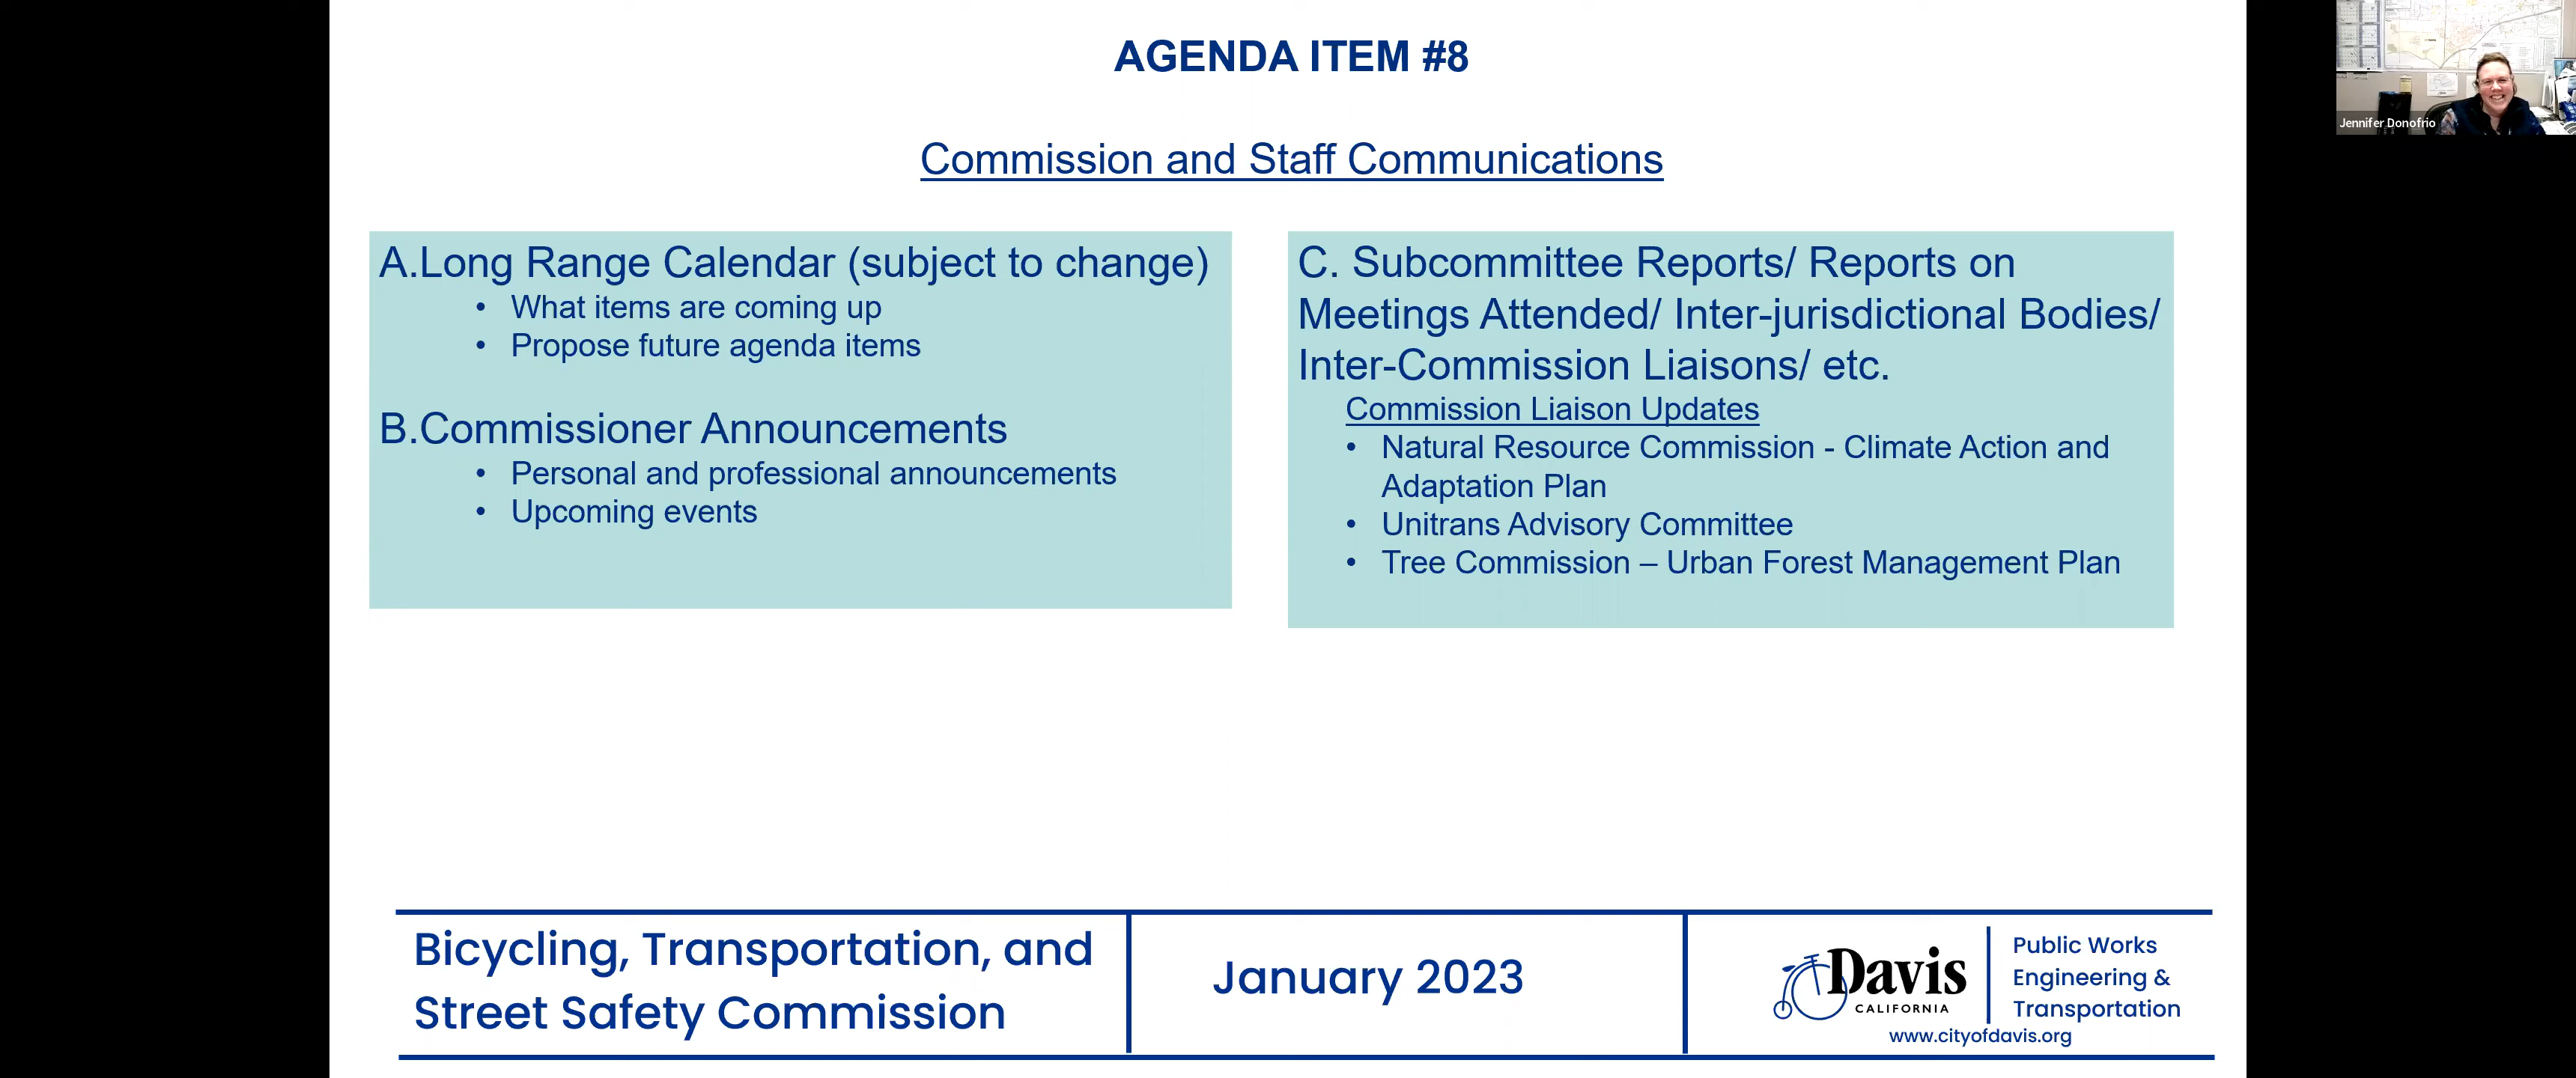 AGENDA ITEM #8
Commission and Staff Communications
A.Long Range Calendar (subject to change)
• What items are coming up
• Propose future agenda items
B.Commissioner Announcements
• Personal and professional announcements
• Upcoming events
C. Subcommittee Reports/ Reports on
Meetings Attended/ Inter-jurisdictional Bodies/
Inter-Commission Liaisons/ etc.
Commission Liaison Updates
• Natural Resource Commission - Climate Action and
Adaptation Plan
• Unitrans Advisory Committee
• Tree Commission – Urban Forest Management Plan
Bicycling, Transportation, and
Street Safety Commission
January 2023
Davis
CALIFORNIA
Public Works
Engineering &
Transportation
www.cityofdavis.org
Jennifer Donofrio